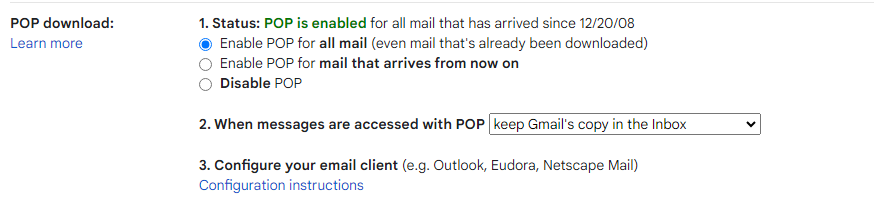 POP download:
Learn more
1. Status: POP is enabled for all mail that has arrived since 12/20/08
Enable POP for all mail (even mail that's already been downloaded)
Enable POP for mail that arrives from now on
Disable POP
2. When messages are accessed with POP keep Gmail's copy in the Inbox
3. Configure your email client (e.g. Outlook, Eudora, Netscape Mail)
Configuration instructions